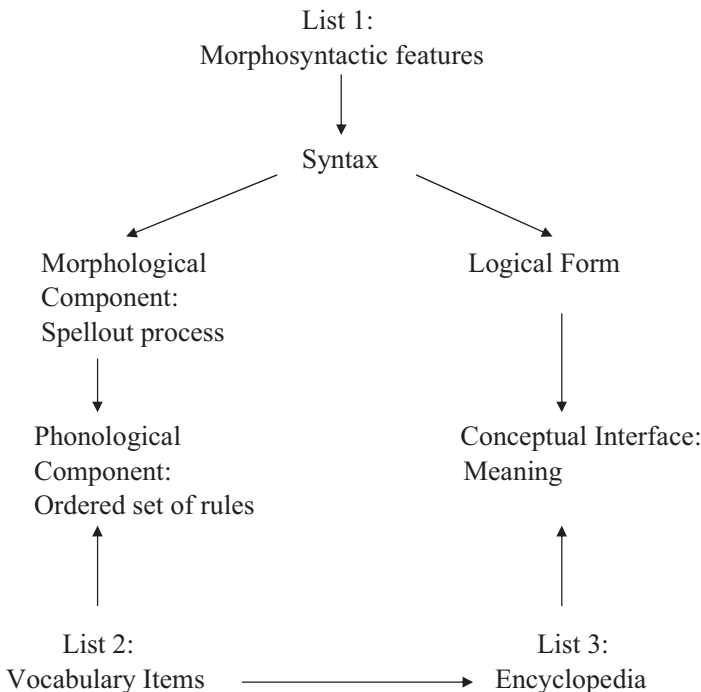 List 1:
Morphosyntactic features
Syntax
Morphological
Component:
Spellout process
Logical Form
Phonological
Component:
Ordered set of rules
Conceptual Interface:
Meaning
List 2:
Vocabulary Items
List 3:
Encyclopedia